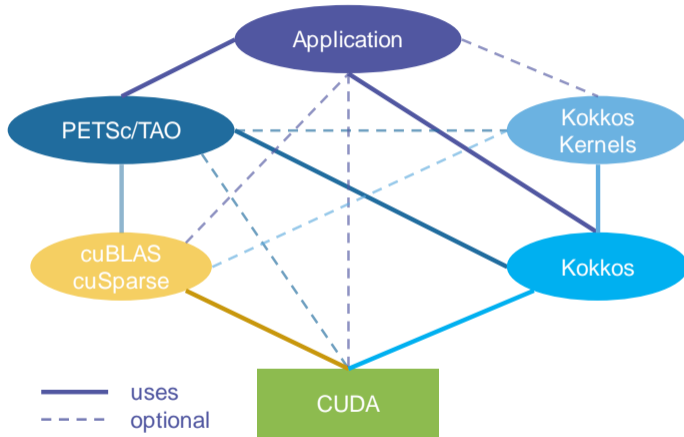 Application
PETSc/TAO
Kokkos
Kernels
cuBLAS
cuSparse
Kokkos
CUDA
uses
optional